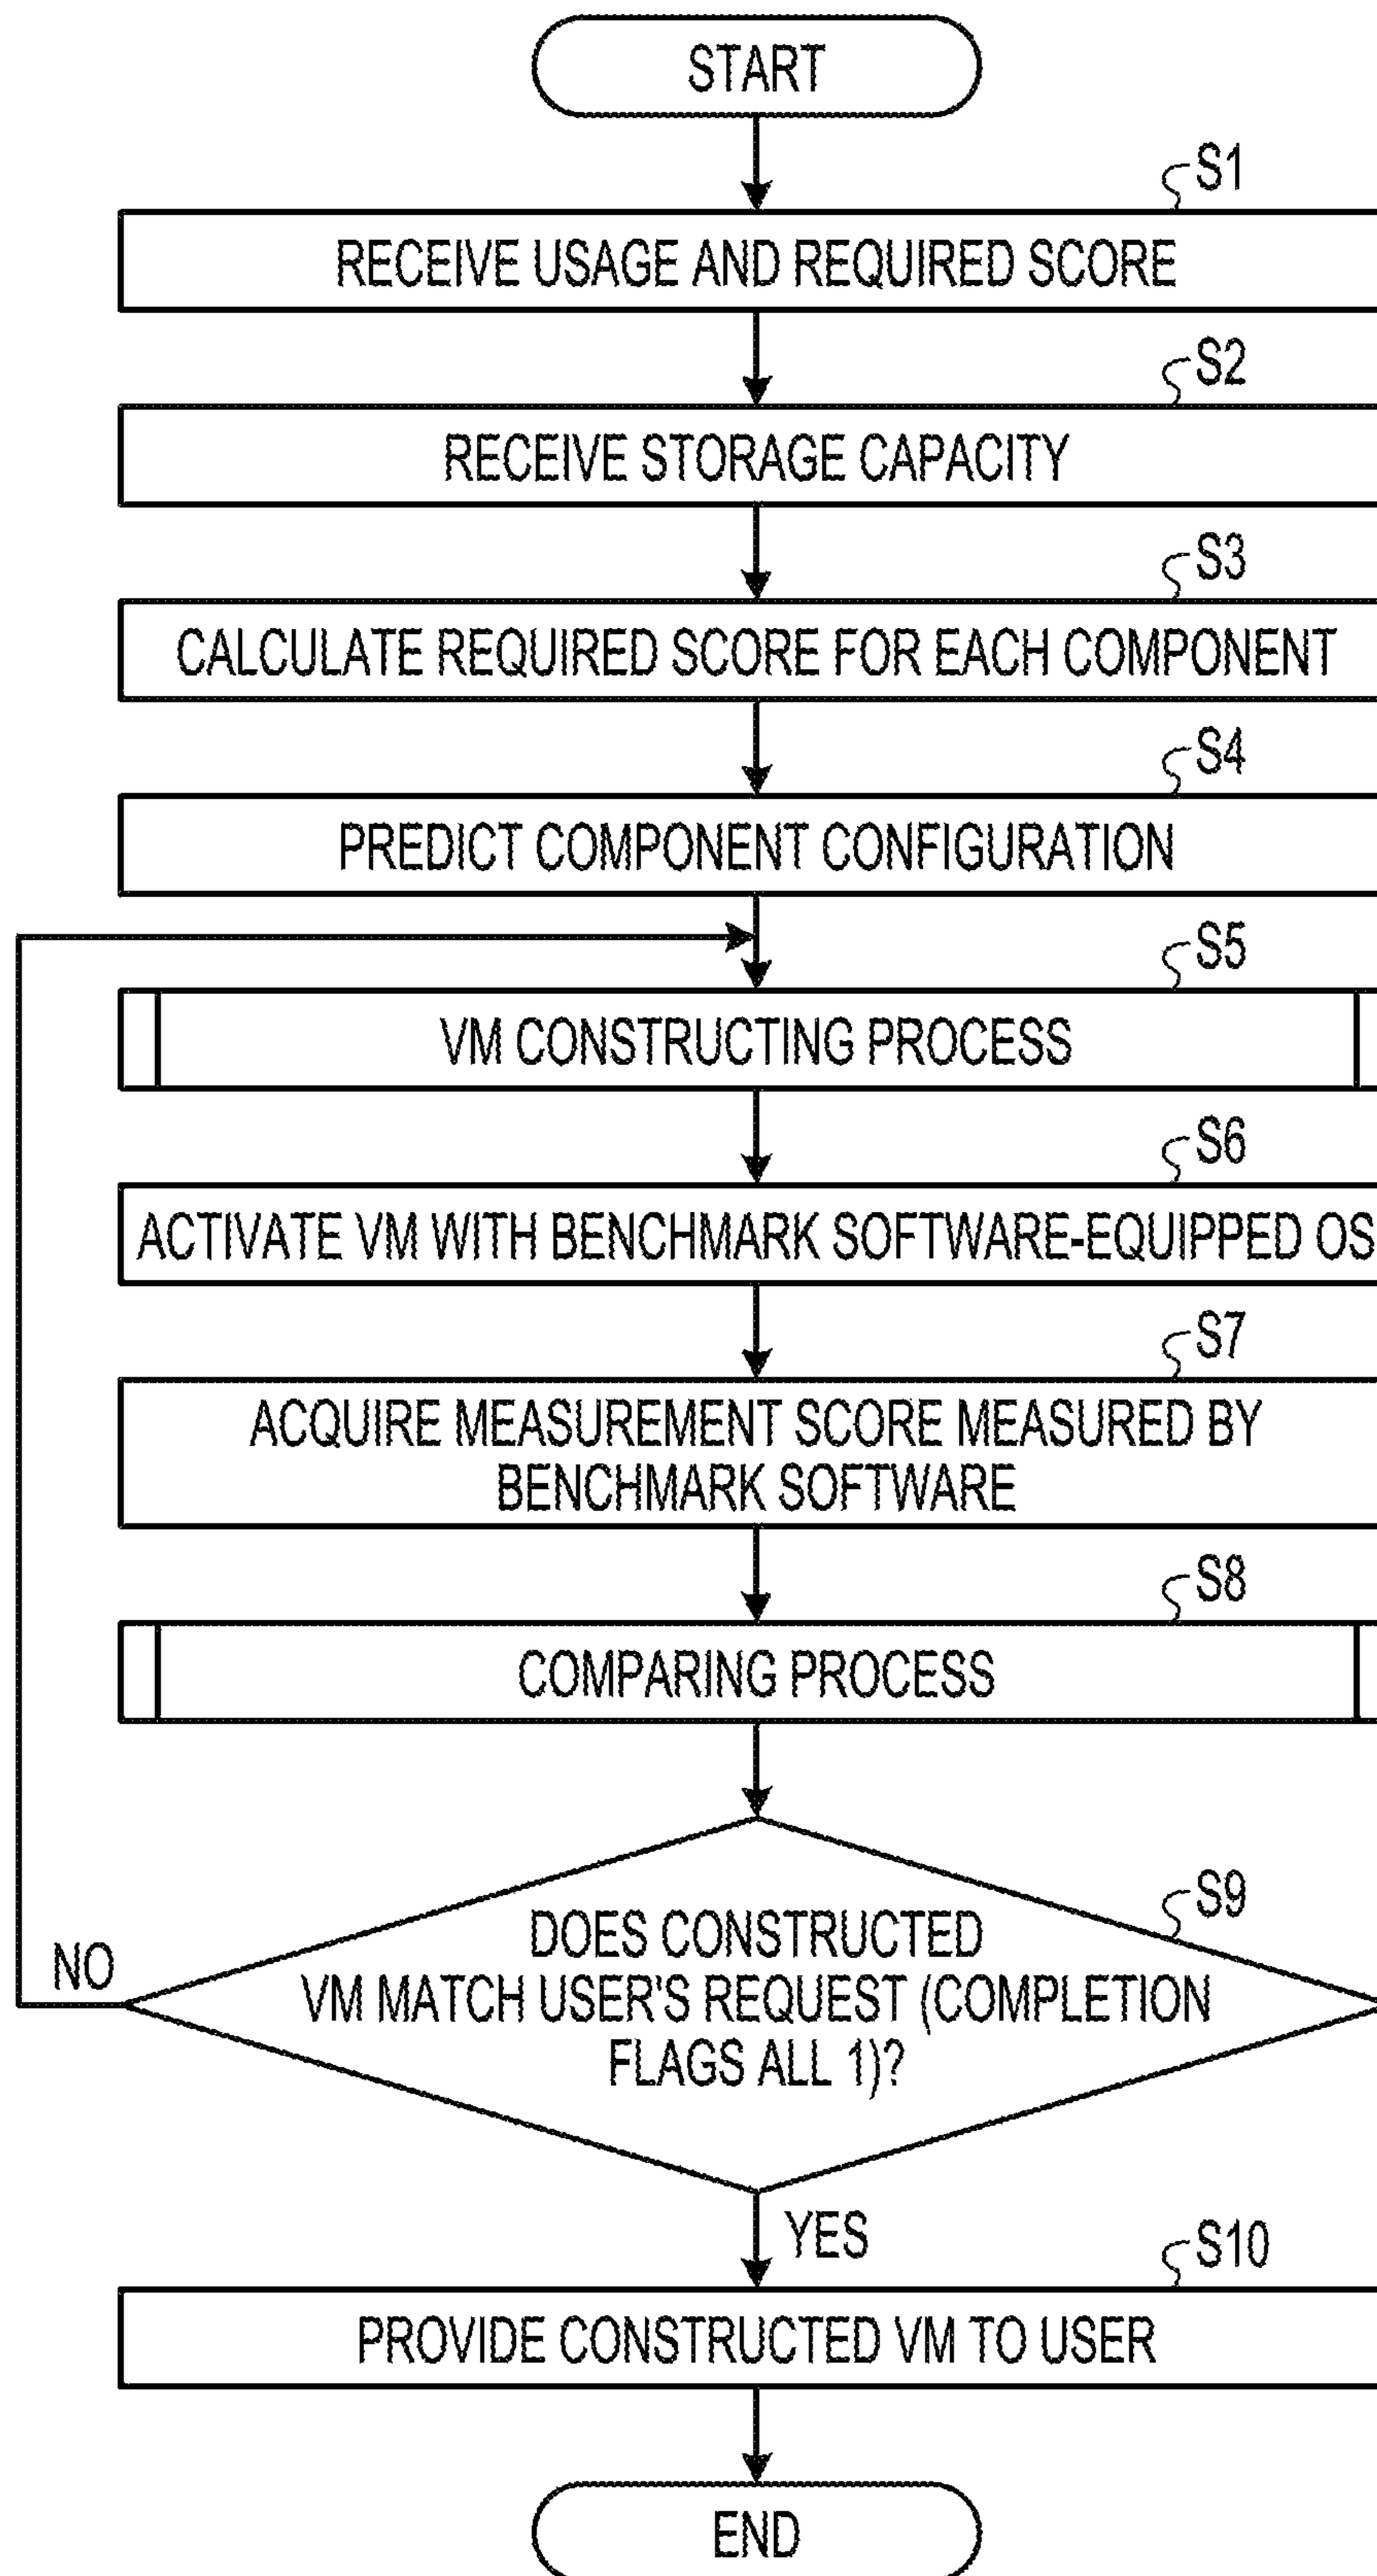 START
S1
RECEIVE USAGE AND REQUIRED SCORE
S2
RECEIVE STORAGE CAPACITY
S3
CALCULATE REQUIRED SCORE FOR EACH COMPONENT
S4
PREDICT COMPONENT CONFIGURATION
S5
VM CONSTRUCTING PROCESS
S6
ACTIVATE VM WITH BENCHMARK SOFTWARE-EQUIPPED OS
S7
ACQUIRE MEASUREMENT SCORE MEASURED BY
BENCHMARK SOFTWARE
S8
COMPARING PROCESS
S9
DOES CONSTRUCTED
VM MATCH USER'S REQUEST (COMPLETION
FLAGS ALL 1)?
NO
YES
S10
PROVIDE CONSTRUCTED VM TO USER
END